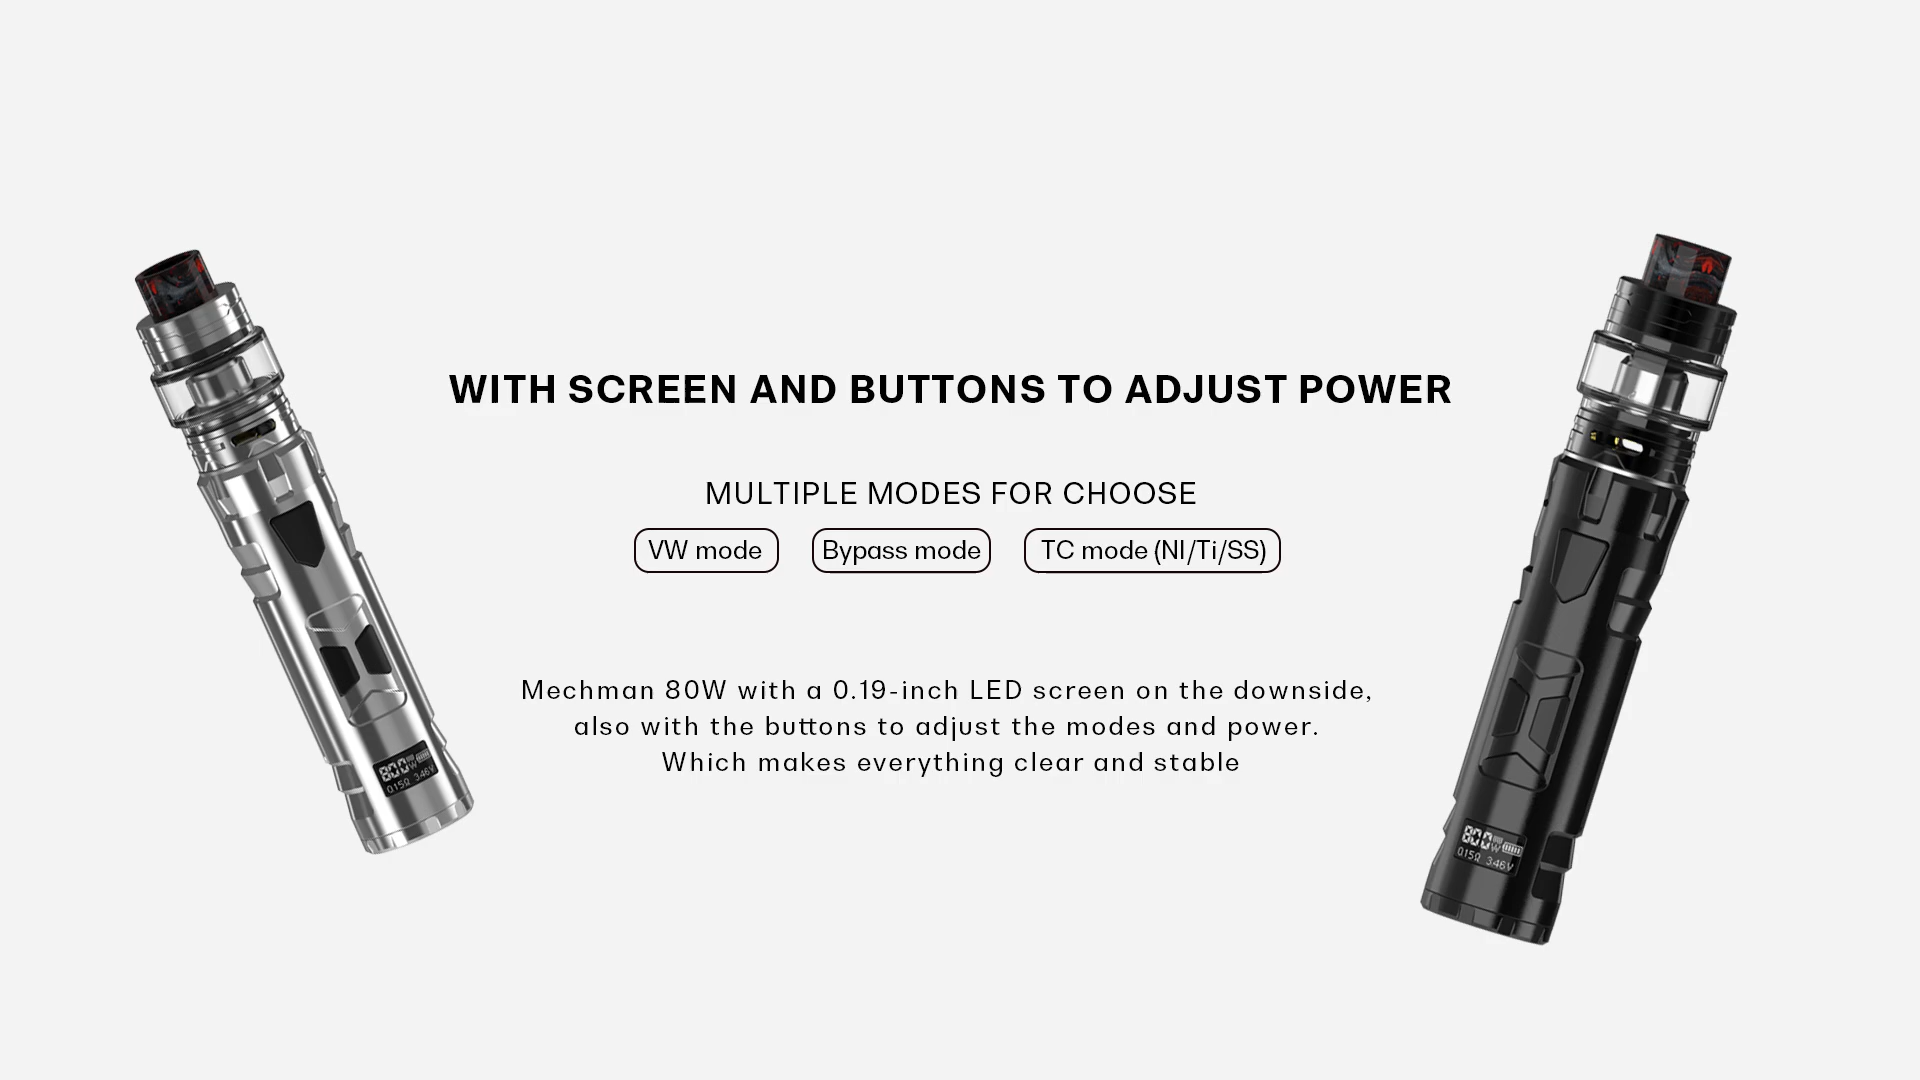 WITH SCREEN AND BUTTONS TO ADJUST POWER
MULTIPLE MODES FOR CHOOSE
VW mode
Bypass mode
TC mode (NI/Ti/SS)
Mechman 80W with a 0.19-inch LED screen on the downside,
also with the buttons to adjust the modes and power.
Which makes everything clear and stable
80.0W
0.15Ω 3.46V
80.0W
0.15Ω 3.46V